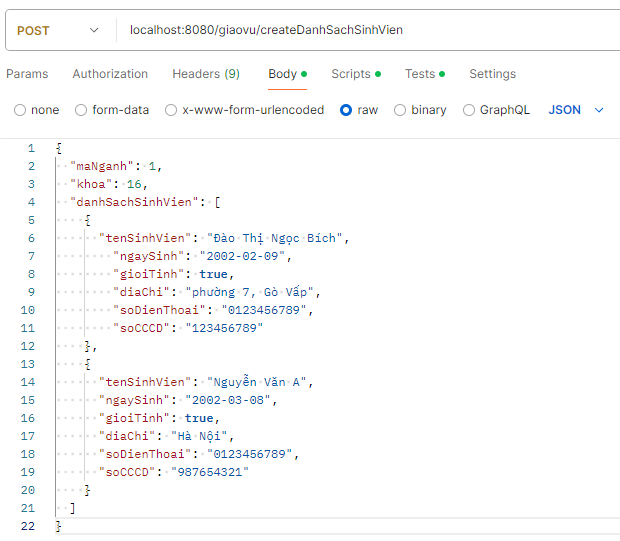 POST localhost:8080/giaovu/createDanhSachSinhVien
Params Authorization Headers (9) Body Scripts Tests Settings
none form-data x-www-form-urlencoded raw binary GraphQL JSON
1 {
2 "maNganh": 1,
3 "khoa": 16,
4 "danhSachSinhVien": [
5 {
6 "tenSinhVien": "Đào Thị Ngọc Bích",
7 "ngaySinh": "2002-02-09",
8 "gioiTinh": true,
9 "diaChi": "phường 7, Gò Vấp",
10 "soDienThoai": "0123456789",
11 "soCCCD": "123456789"
12 },
13 {
14 "tenSinhVien": "Nguyễn Văn A",
15 "ngaySinh": "2002-03-08",
16 "gioiTinh": true,
17 "diaChi": "Hà Nội",
18 "soDienThoai": "0123456789",
19 "soCCCD": "987654321"
20 }
21 ]
22 }